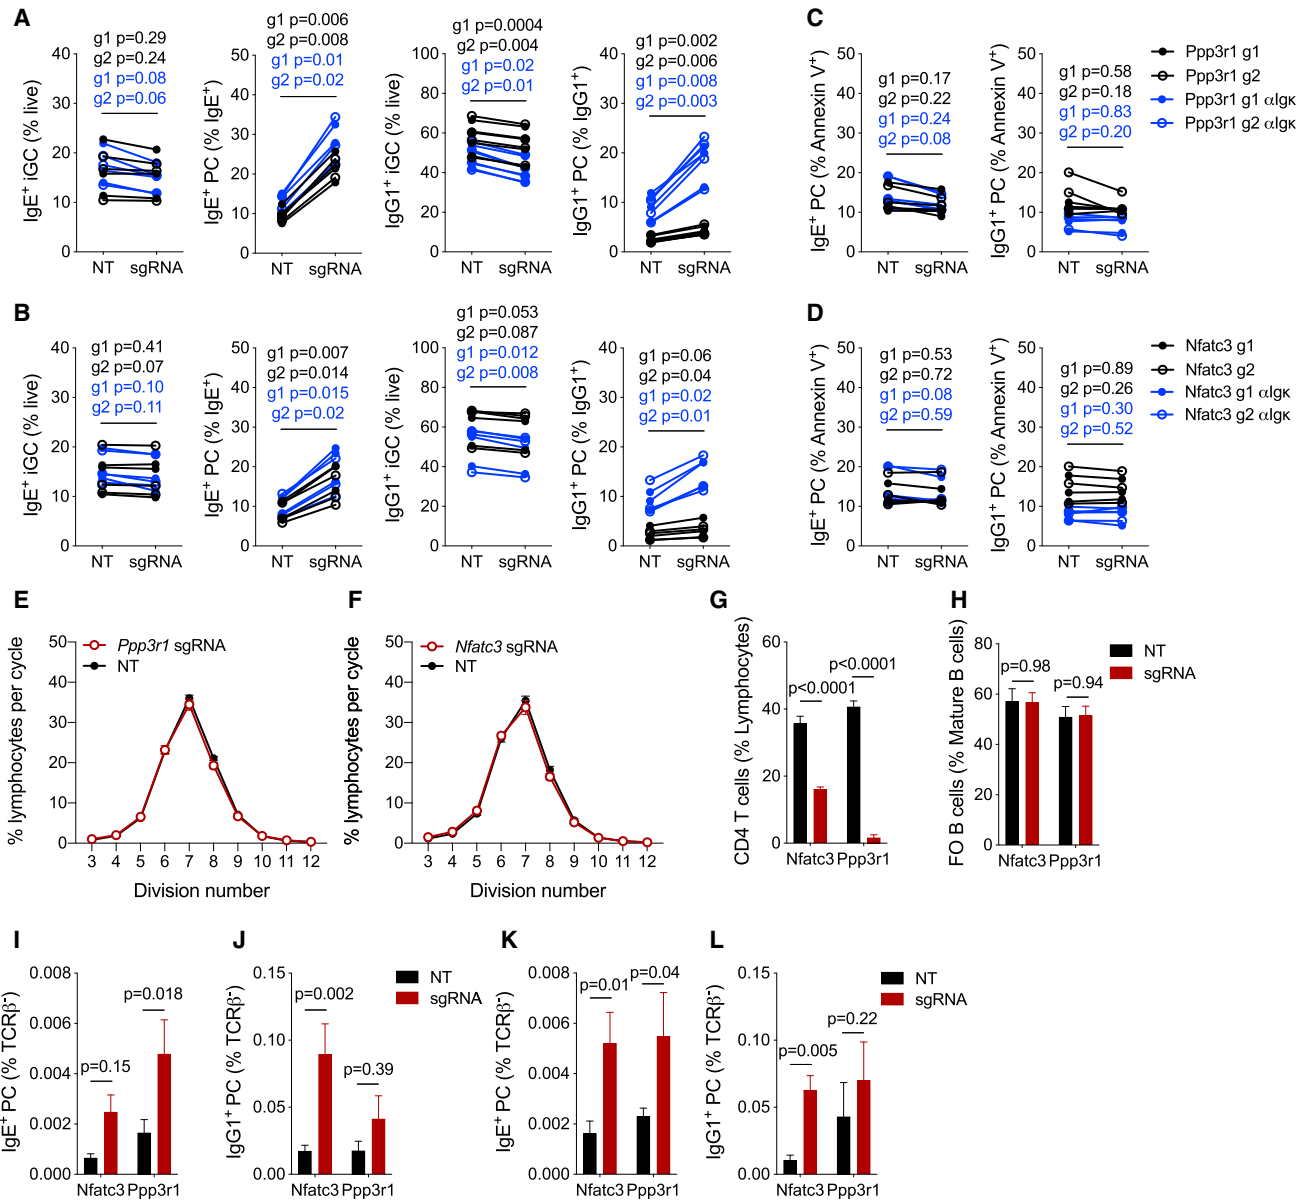 A
IgE+ iGC (% live)
g1 p=0.29
g2 p=0.24
g1 p=0.08
g2 p=0.06
40
30
20
10
0
NT sgRNA
IgE+ PC (% IgE+)
g1 p=0.006
g2 p=0.008
g1 p=0.01
g2 p=0.02
50
40
30
20
10
0
NT sgRNA
IgG1+ iGC (% live)
g1 p=0.0004
g2 p=0.004
g1 p=0.02
g2 p=0.01
100
80
60
40
20
0
NT sgRNA
IgG1+ PC (% IgG1+)
g1 p=0.002
g2 p=0.006
g1 p=0.008
g2 p=0.003
40
30
20
10
0
NT sgRNA
C
IgE+ PC (% Annexin V+)
g1 p=0.17
g2 p=0.22
g1 p=0.24
g2 p=0.08
50
40
30
20
10
0
NT sgRNA
IgG1+ PC (% Annexin V+)
g1 p=0.58
g2 p=0.18
g1 p=0.83
g2 p=0.20
50
40
30
20
10
0
NT sgRNA
Ppp3r1 g1
Ppp3r1 g2
Ppp3r1 g1 αIgκ
Ppp3r1 g2 αIgκ
B
IgE+ iGC (% live)
g1 p=0.41
g2 p=0.07
g1 p=0.10
g2 p=0.11
40
30
20
10
0
NT sgRNA
IgE+ PC (% IgE+)
g1 p=0.007
g2 p=0.014
g1 p=0.015
g2 p=0.02
50
40
30
20
10
0
NT sgRNA
IgG1+ iGC (% live)
g1 p=0.053
g2 p=0.087
g1 p=0.012
g2 p=0.008
100
80
60
40
20
0
NT sgRNA
IgG1+ PC (% IgG1+)
g1 p=0.06
g2 p=0.04
g1 p=0.02
g2 p=0.01
40
30
20
10
0
NT sgRNA
D
IgE+ PC (% Annexin V+)
g1 p=0.53
g2 p=0.72
g1 p=0.08
g2 p=0.59
50
40
30
20
10
0
NT sgRNA
IgG1+ PC (% Annexin V+)
g1 p=0.89
g2 p=0.26
g1 p=0.30
g2 p=0.52
50
40
30
20
10
0
NT sgRNA
Nfatc3 g1
Nfatc3 g2
Nfatc3 g1 αIgκ
Nfatc3 g2 αIgκ
E
% lymphocytes per cycle
Ppp3r1 sgRNA
NT
50
40
30
20
10
0
3 4 5 6 7 8 9 10 11 12
Division number
F
% lymphocytes per cycle
Nfatc3 sgRNA
NT
50
40
30
20
10
0
3 4 5 6 7 8 9 10 11 12
Division number
G
CD4 T cells (% Lymphocytes)
60
40
20
0
p<0.0001
p<0.0001
Nfatc3 Ppp3r1
H
FO B cells (% Mature B cells)
80
60
40
20
0
p=0.98
p=0.94
Nfatc3 Ppp3r1
NT
sgRNA
I
IgE+ PC (% TCRβ-)
0.008
0.006
0.004
0.002
0.000
p=0.15
p=0.018
Nfatc3 Ppp3r1
J
IgG1+ PC (% TCRβ-)
0.15
0.10
0.05
0.00
p=0.002
p=0.39
Nfatc3 Ppp3r1
NT
sgRNA
K
IgE+ PC (% TCRβ-)
0.008
0.006
0.004
0.002
0.000
p=0.01
p=0.04
Nfatc3 Ppp3r1
L
IgG1+ PC (% TCRβ-)
0.15
0.10
0.05
0.00
p=0.005
p=0.22
Nfatc3 Ppp3r1
NT
sgRNA